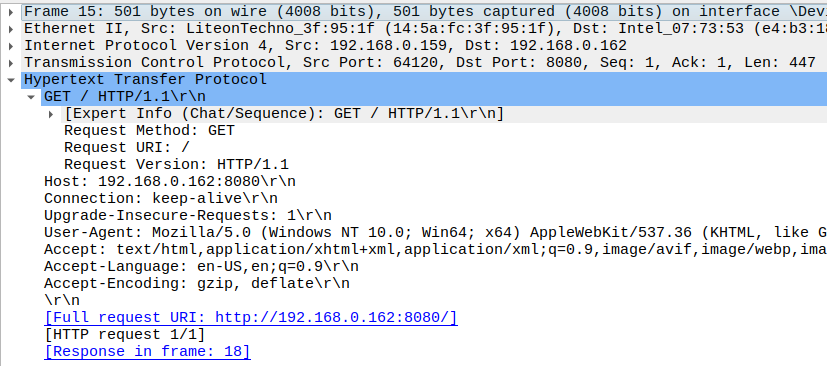 Frame 15: 501 bytes on wire (4008 bits), 501 bytes captured (4008 bits) on interface \Devi
Ethernet II, Src: LiteonTechno_3f:95:1f (14:5a:fc:3f:95:1f), Dst: Intel_07:73:53 (e4:b3:18
Internet Protocol Version 4, Src: 192.168.0.159, Dst: 192.168.0.162
Transmission Control Protocol, Src Port: 64120, Dst Port: 8080, Seq: 1, Ack: 1, Len: 447
Hypertext Transfer Protocol
GET / HTTP/1.1\r\n
[Expert Info (Chat/Sequence): GET / HTTP/1.1\r\n]
Request Method: GET
Request URI: /
Request Version: HTTP/1.1
Host: 192.168.0.162:8080\r\n
Connection: keep-alive\r\n
Upgrade-Insecure-Requests: 1\r\n
User-Agent: Mozilla/5.0 (Windows NT 10.0; Win64; x64) AppleWebKit/537.36 (KHTML, like G
Accept: text/html,application/xhtml+xml,application/xml;q=0.9,image/avif,image/webp,ima
Accept-Language: en-US,en;q=0.9\r\n
Accept-Encoding: gzip, deflate\r\n
\r\n
[Full request URI: http://192.168.0.162:8080/]
[HTTP request 1/1]
[Response in frame: 18]